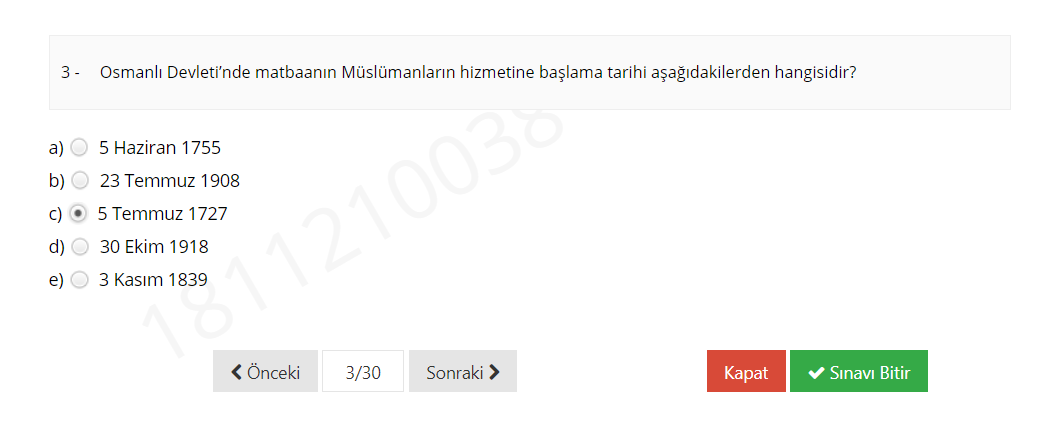 3 - Osmanlı Devleti’nde matbaanın Müslümanların hizmetine başlama tarihi aşağıdakilerden hangisidir?
a) 5 Haziran 1755
b) 23 Temmuz 1908
c) 5 Temmuz 1727
d) 30 Ekim 1918
e) 3 Kasım 1839
1811210038
Önceki 3/30 Sonraki Kapat Sınavı Bitir